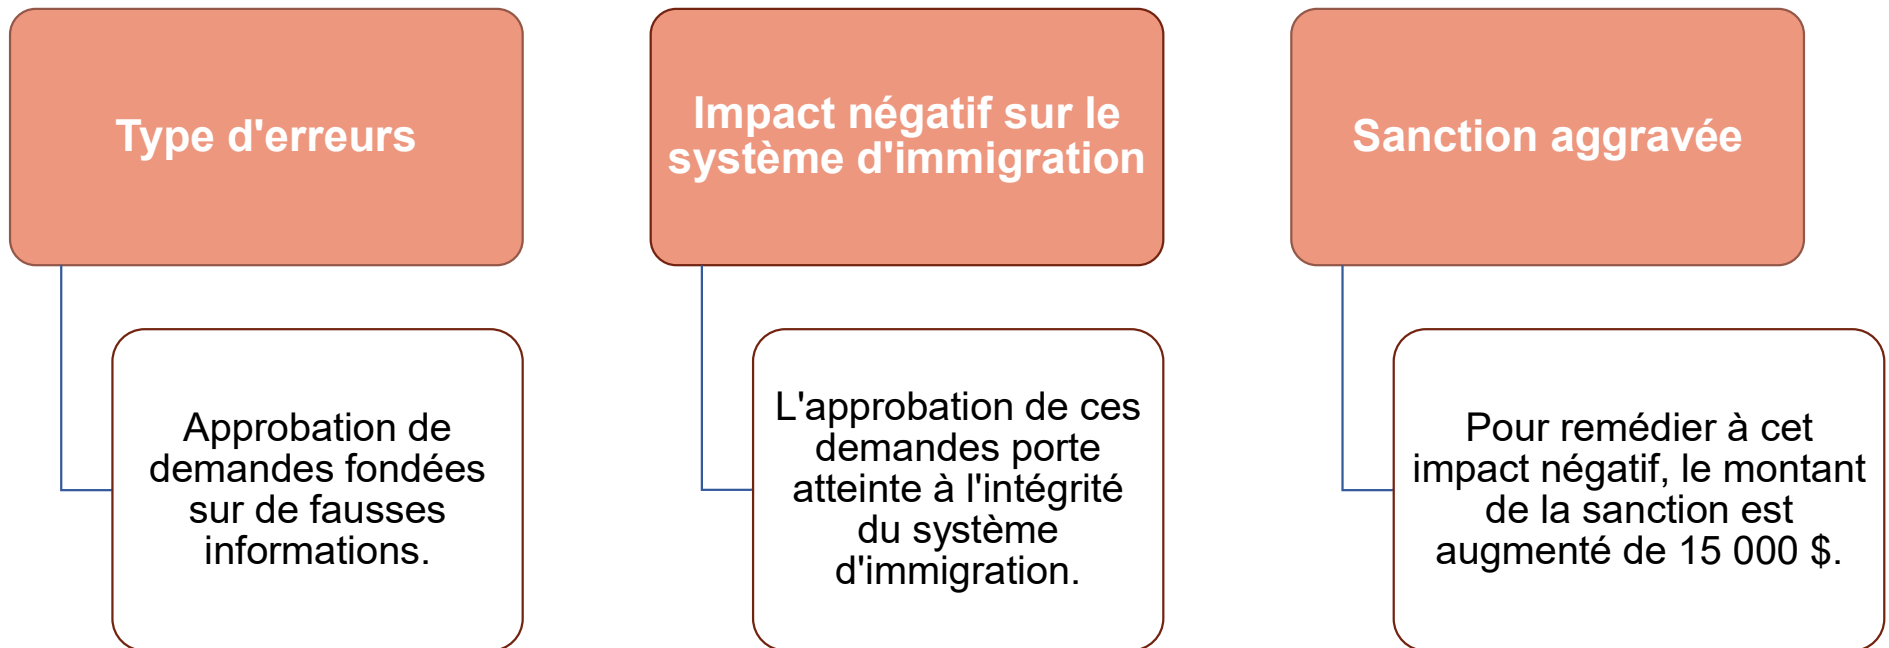 Type d'erreurs
Approbation de
demandes fondées
sur de fausses
informations.
Impact négatif sur le
système d'immigration
L'approbation de ces
demandes porte
atteinte à l'intégrité
du système
d'immigration.
Sanction aggravée
Pour remédier à cet
impact négatif, le montant
de la sanction est
augmenté de 15 000 $.